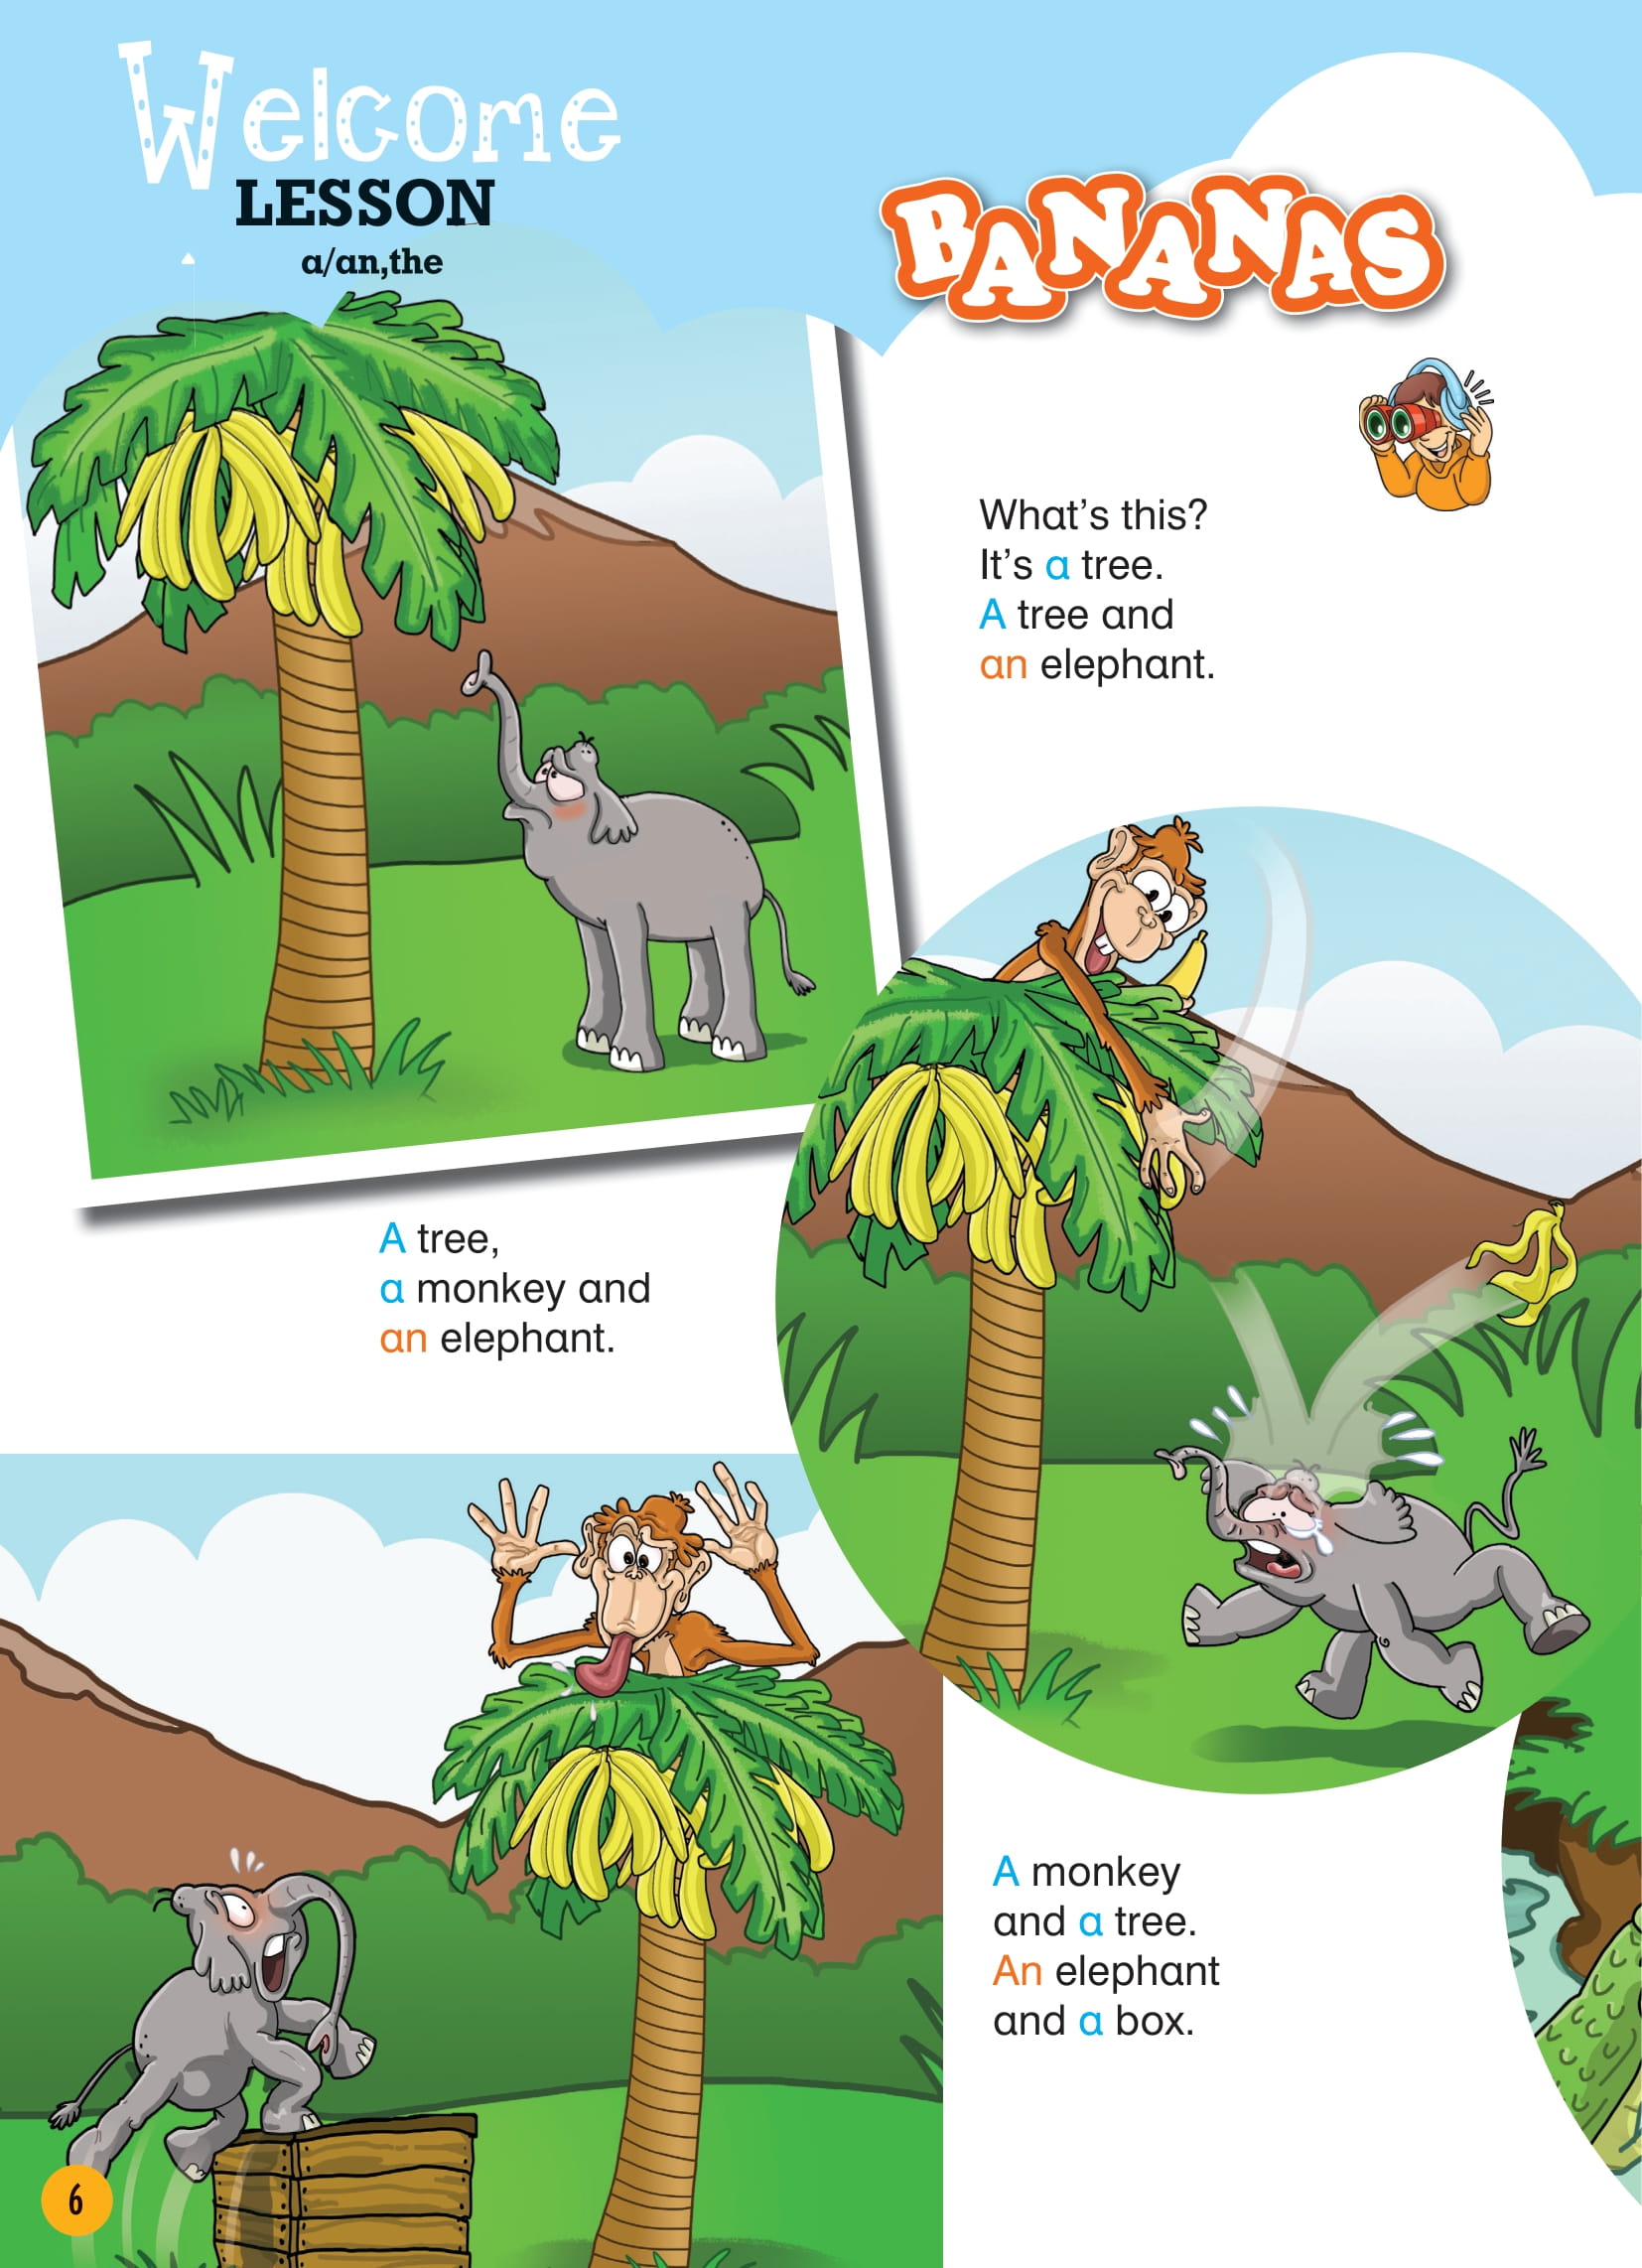 Welcome
LESSON
a/an,the
BANANAS
What's this?
It's a tree.
A tree and
an elephant.
A tree,
a monkey and
an elephant.
A monkey
and a tree.
An elephant
and a box.
6